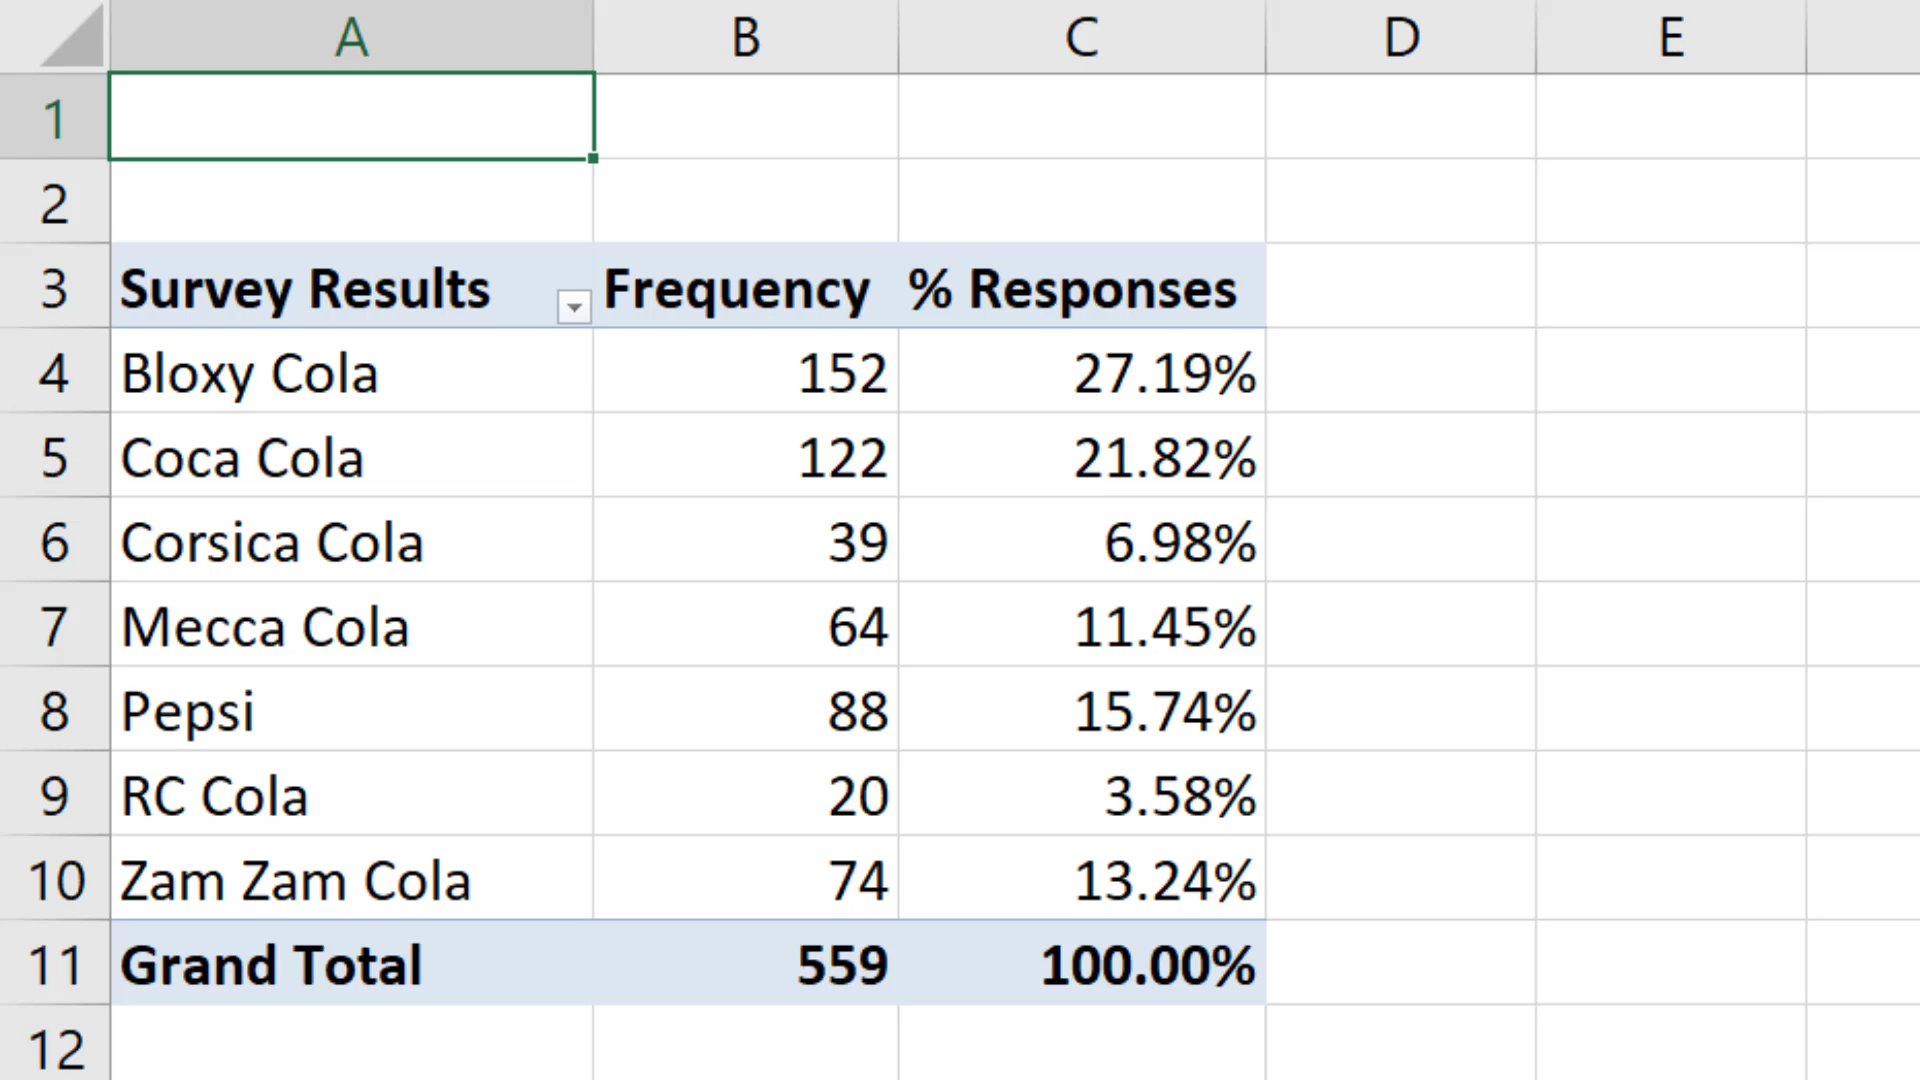 A B C D E
1
2
3 Survey Results Frequency % Responses
4 Bloxy Cola 152 27.19%
5 Coca Cola 122 21.82%
6 Corsica Cola 39 6.98%
7 Mecca Cola 64 11.45%
8 Pepsi 88 15.74%
9 RC Cola 20 3.58%
10 Zam Zam Cola 74 13.24%
11 Grand Total 559 100.00%
12